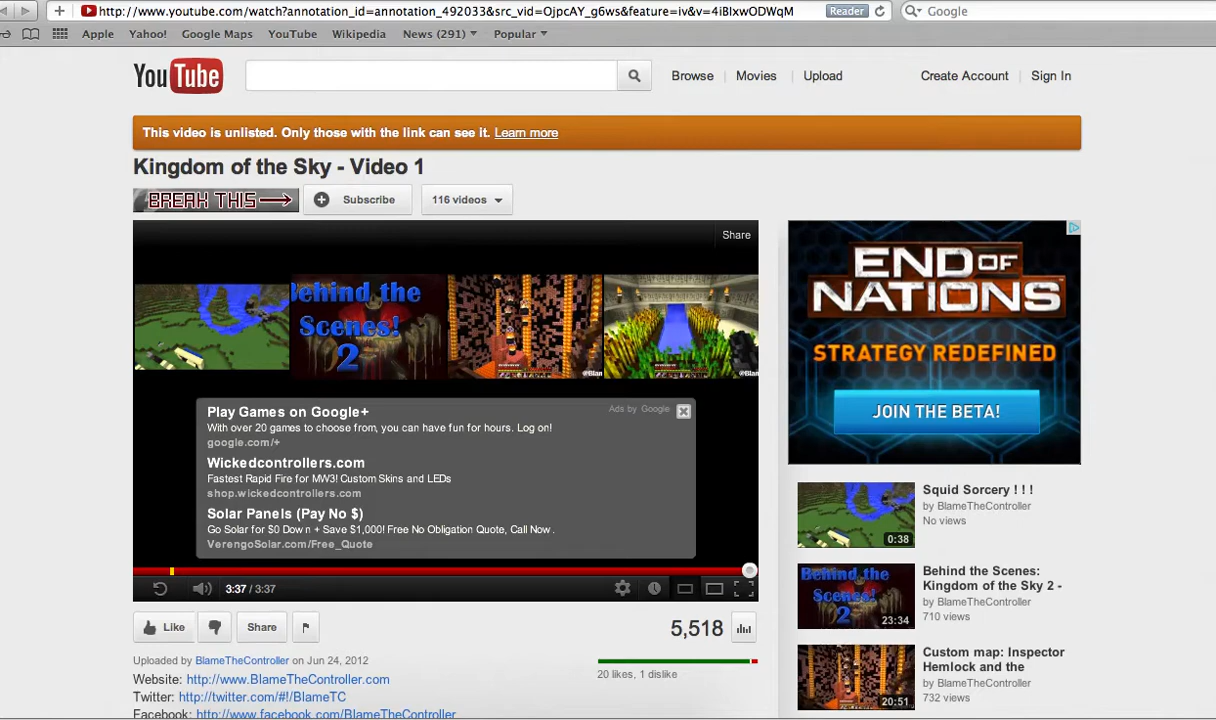 http://www.youtube.com/watch?annotation_id=annotation_492033&src_vid=OjpcAY_g6ws&feature=iv&v=4iBIxwODWqM Reader Google
Apple Yahoo! Google Maps YouTube Wikipedia News (291) Popular
YouTube Browse Movies Upload Create Account Sign In
This video is unlisted. Only those with the link can see it. Learn more
Kingdom of the Sky - Video 1
BREAK THIS Subscribe 116 videos
Share
Behind the
Scenes!
2
@Blam
@Blam
Play Games on Google+ Ads by Google
With over 20 games to choose from, you can have fun for hours. Log on!
google.com/+
Wickedcontrollers.com
Fastest Rapid Fire for MW3! Custom Skins and LEDs
shop.wickedcontrollers.com
Solar Panels (Pay No $)
Go Solar for $0 Down + Save $1,000! Free No Obligation Quote, Call Now.
VerengoSolar.com/Free_Quote
3:37 / 3:37
Like Share 5,518
Uploaded by BlameTheController on Jun 24, 2012
20 likes, 1 dislike
Website: http://www.BlameTheController.com
Twitter: http://twitter.com/#!/BlameTC
Facebook: http://www.facebook.com/BlameTheController
END OF
NATIONS
STRATEGY REDEFINED
JOIN THE BETA!
Squid Sorcery ! ! !
by BlameTheController
No views
0:38
Behind the Scenes:
Kingdom of the Sky 2 -
by BlameTheController
710 views
Behind the
Scenes!
2
23:34
Custom map: Inspector
Hemlock and the
by BlameTheController
732 views
20:51